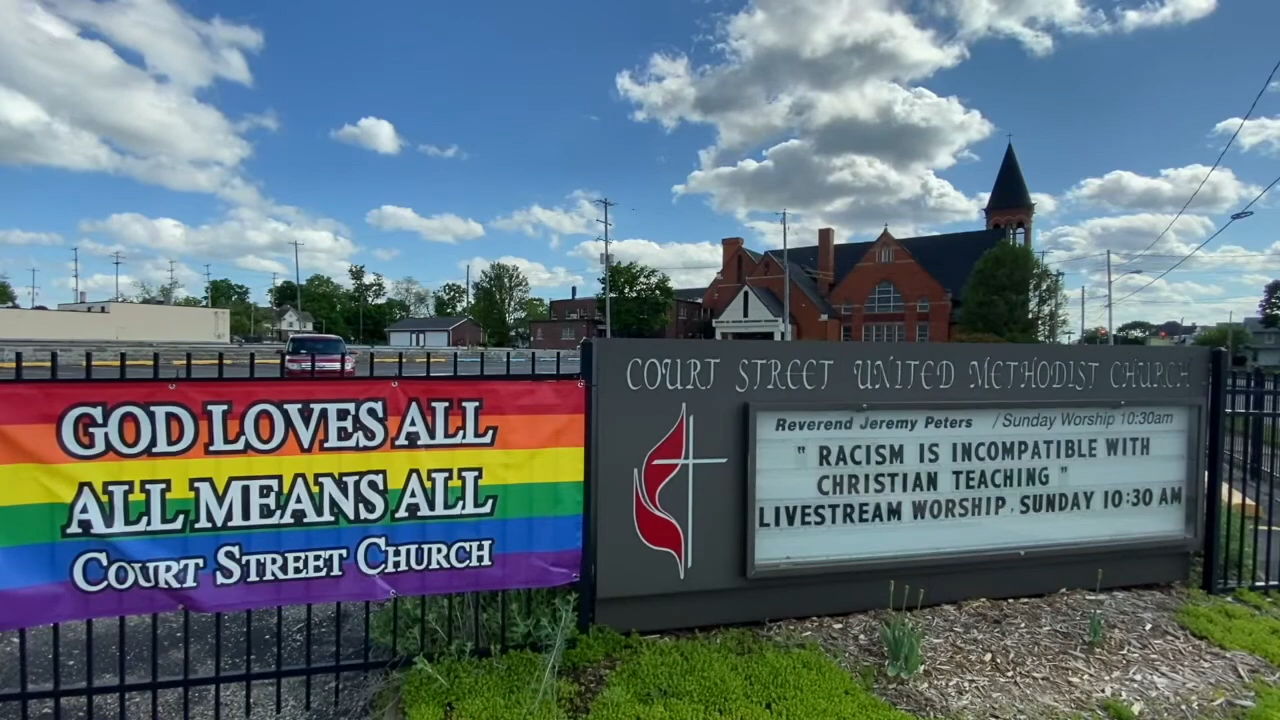 GOD LOVES ALL
ALL MEANS ALL
COURT STREET CHURCH
COURT STREET UNITED METHODIST CHURCH
Reverend Jeremy Peters / Sunday Worship 10:30am
" RACISM IS INCOMPATIBLE WITH
CHRISTIAN TEACHING "
LIVESTREAM WORSHIP, SUNDAY 10:30 AM